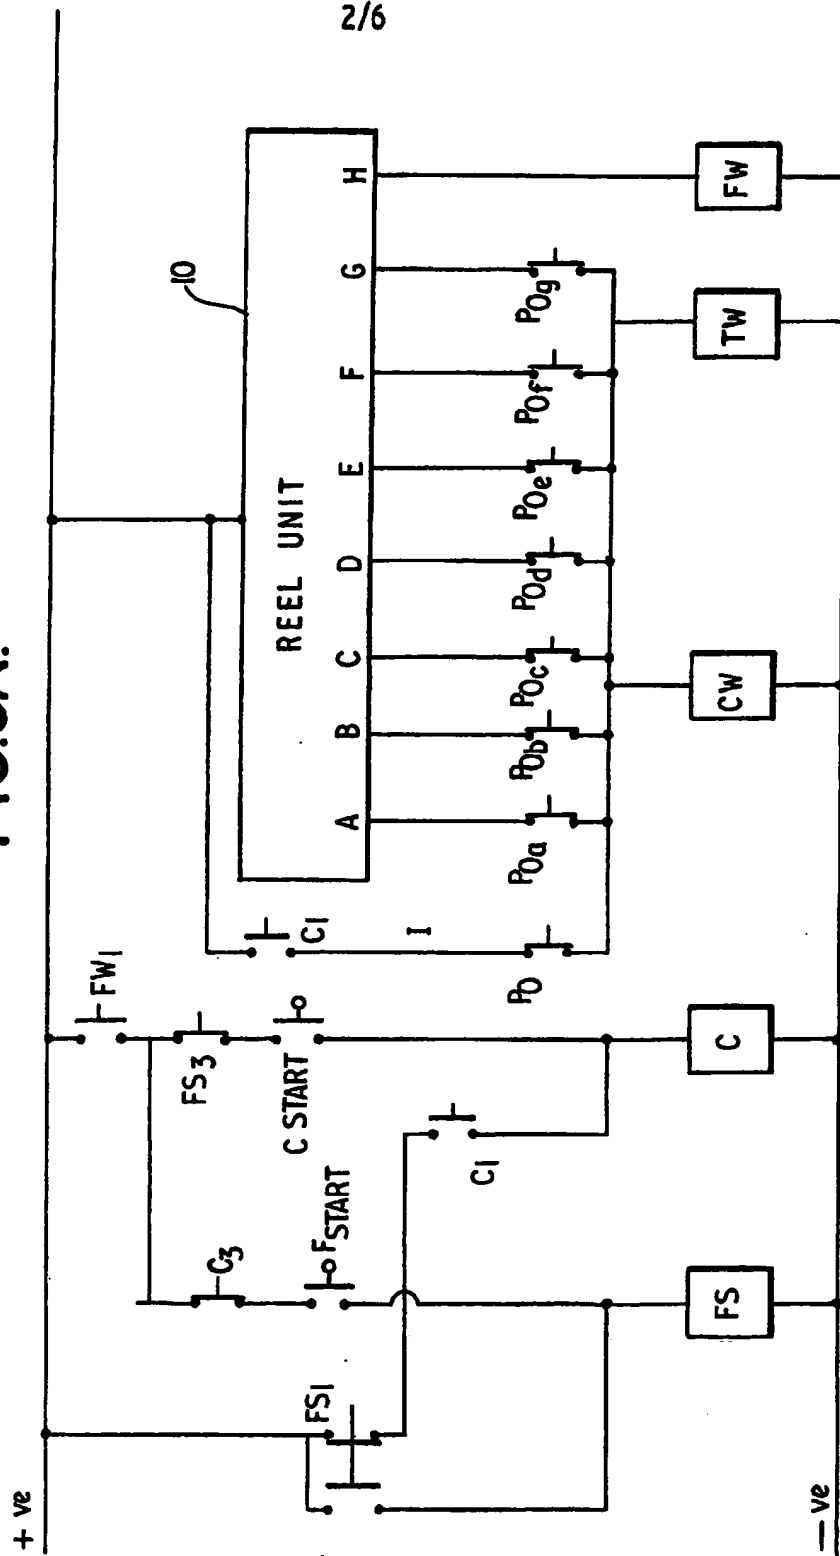 2/6
+ ve
FW1
10
FS3
C START
C3
FSTART
FS1
C1
C1
I
REEL UNIT
A B C D E F G H
PO
POa
POb
POc
POd
POe
POf
POg
FS
C
CW
TW
FW
— ve